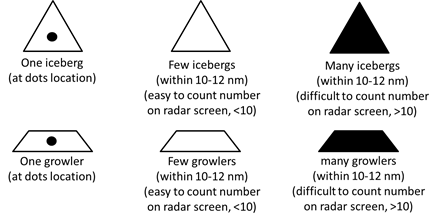 One iceberg
(at dots location)
Few icebergs
(within 10-12 nm)
(easy to count number
on radar screen, <10)
Many icebergs
(within 10-12 nm)
(difficult to count number
on radar screen, >10)
One growler
(at dots location)
Few growlers
(within 10-12 nm)
(easy to count number
on radar screen, <10)
many growlers
(within 10-12 nm)
(difficult to count number
on radar screen, >10)